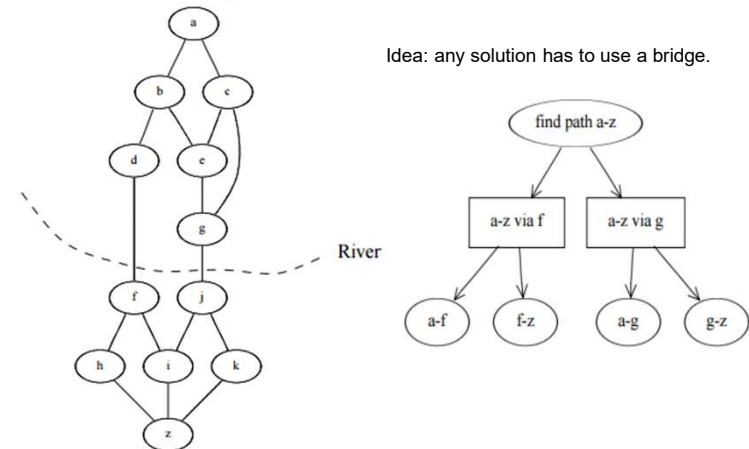 a
Idea: any solution has to use a bridge.
b
c
find path a-z
d
e
a-z via f
a-z via g
g
River
f
j
a-f
f-z
a-g
g-z
h
i
k
z